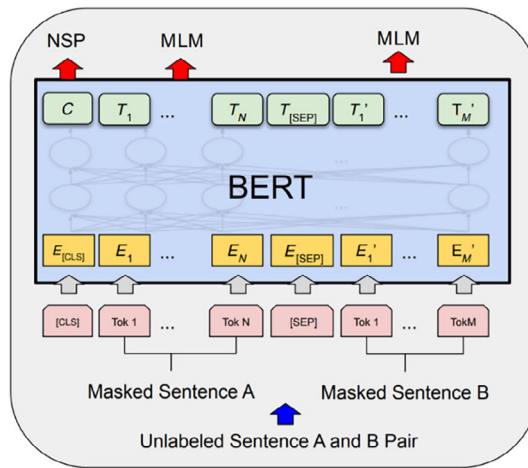 NSP MLM MLM
C T1 ... TN T[SEP] T1' ... TM'
...
...
BERT
E[CLS] E1 ... EN E[SEP] E1' ... EM'
[CLS] Tok 1 ... Tok N [SEP] Tok 1 ... TokM
Masked Sentence A Masked Sentence B
Unlabeled Sentence A and B Pair